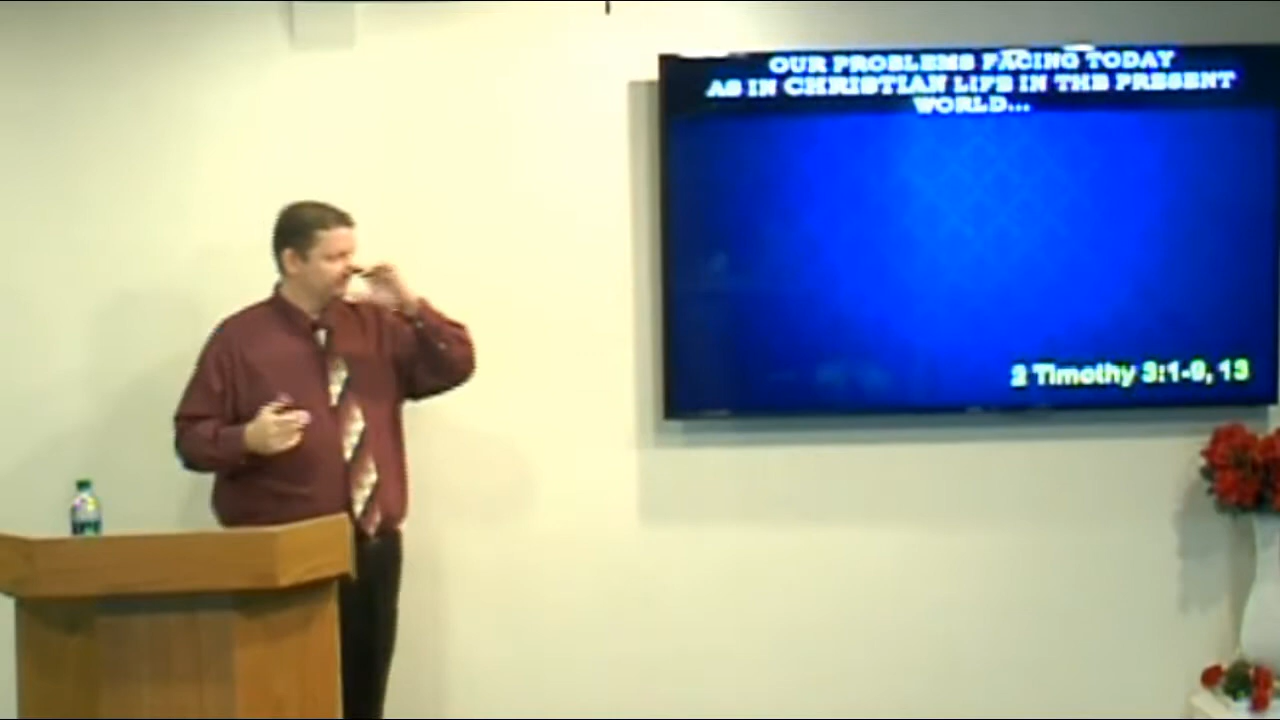 OUR PROBLEMS FACING TODAY
AS IN CHRISTIAN LIFE IN THE PRESENT
WORLD...
2 Timothy 3:1-9, 13